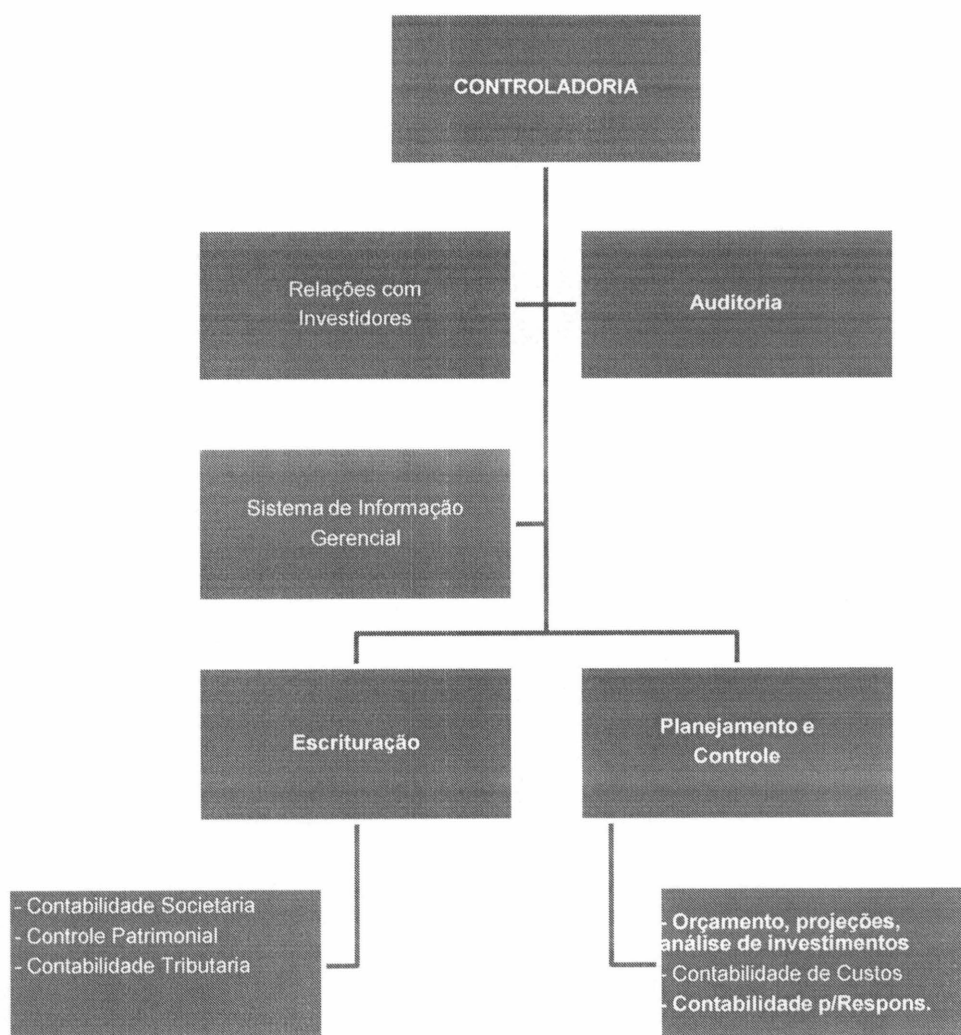 CONTROLADORIA
Relações com
Investidores
Auditoria
Sistema de Informação
Gerencial
Escrituração
Planejamento e
Controle
- Contabilidade Societária
- Controle Patrimonial
- Contabilidade Tributaria
- Orçamento, projeções,
análise de investimentos
- Contabilidade de Custos
- Contabilidade p/Respons.